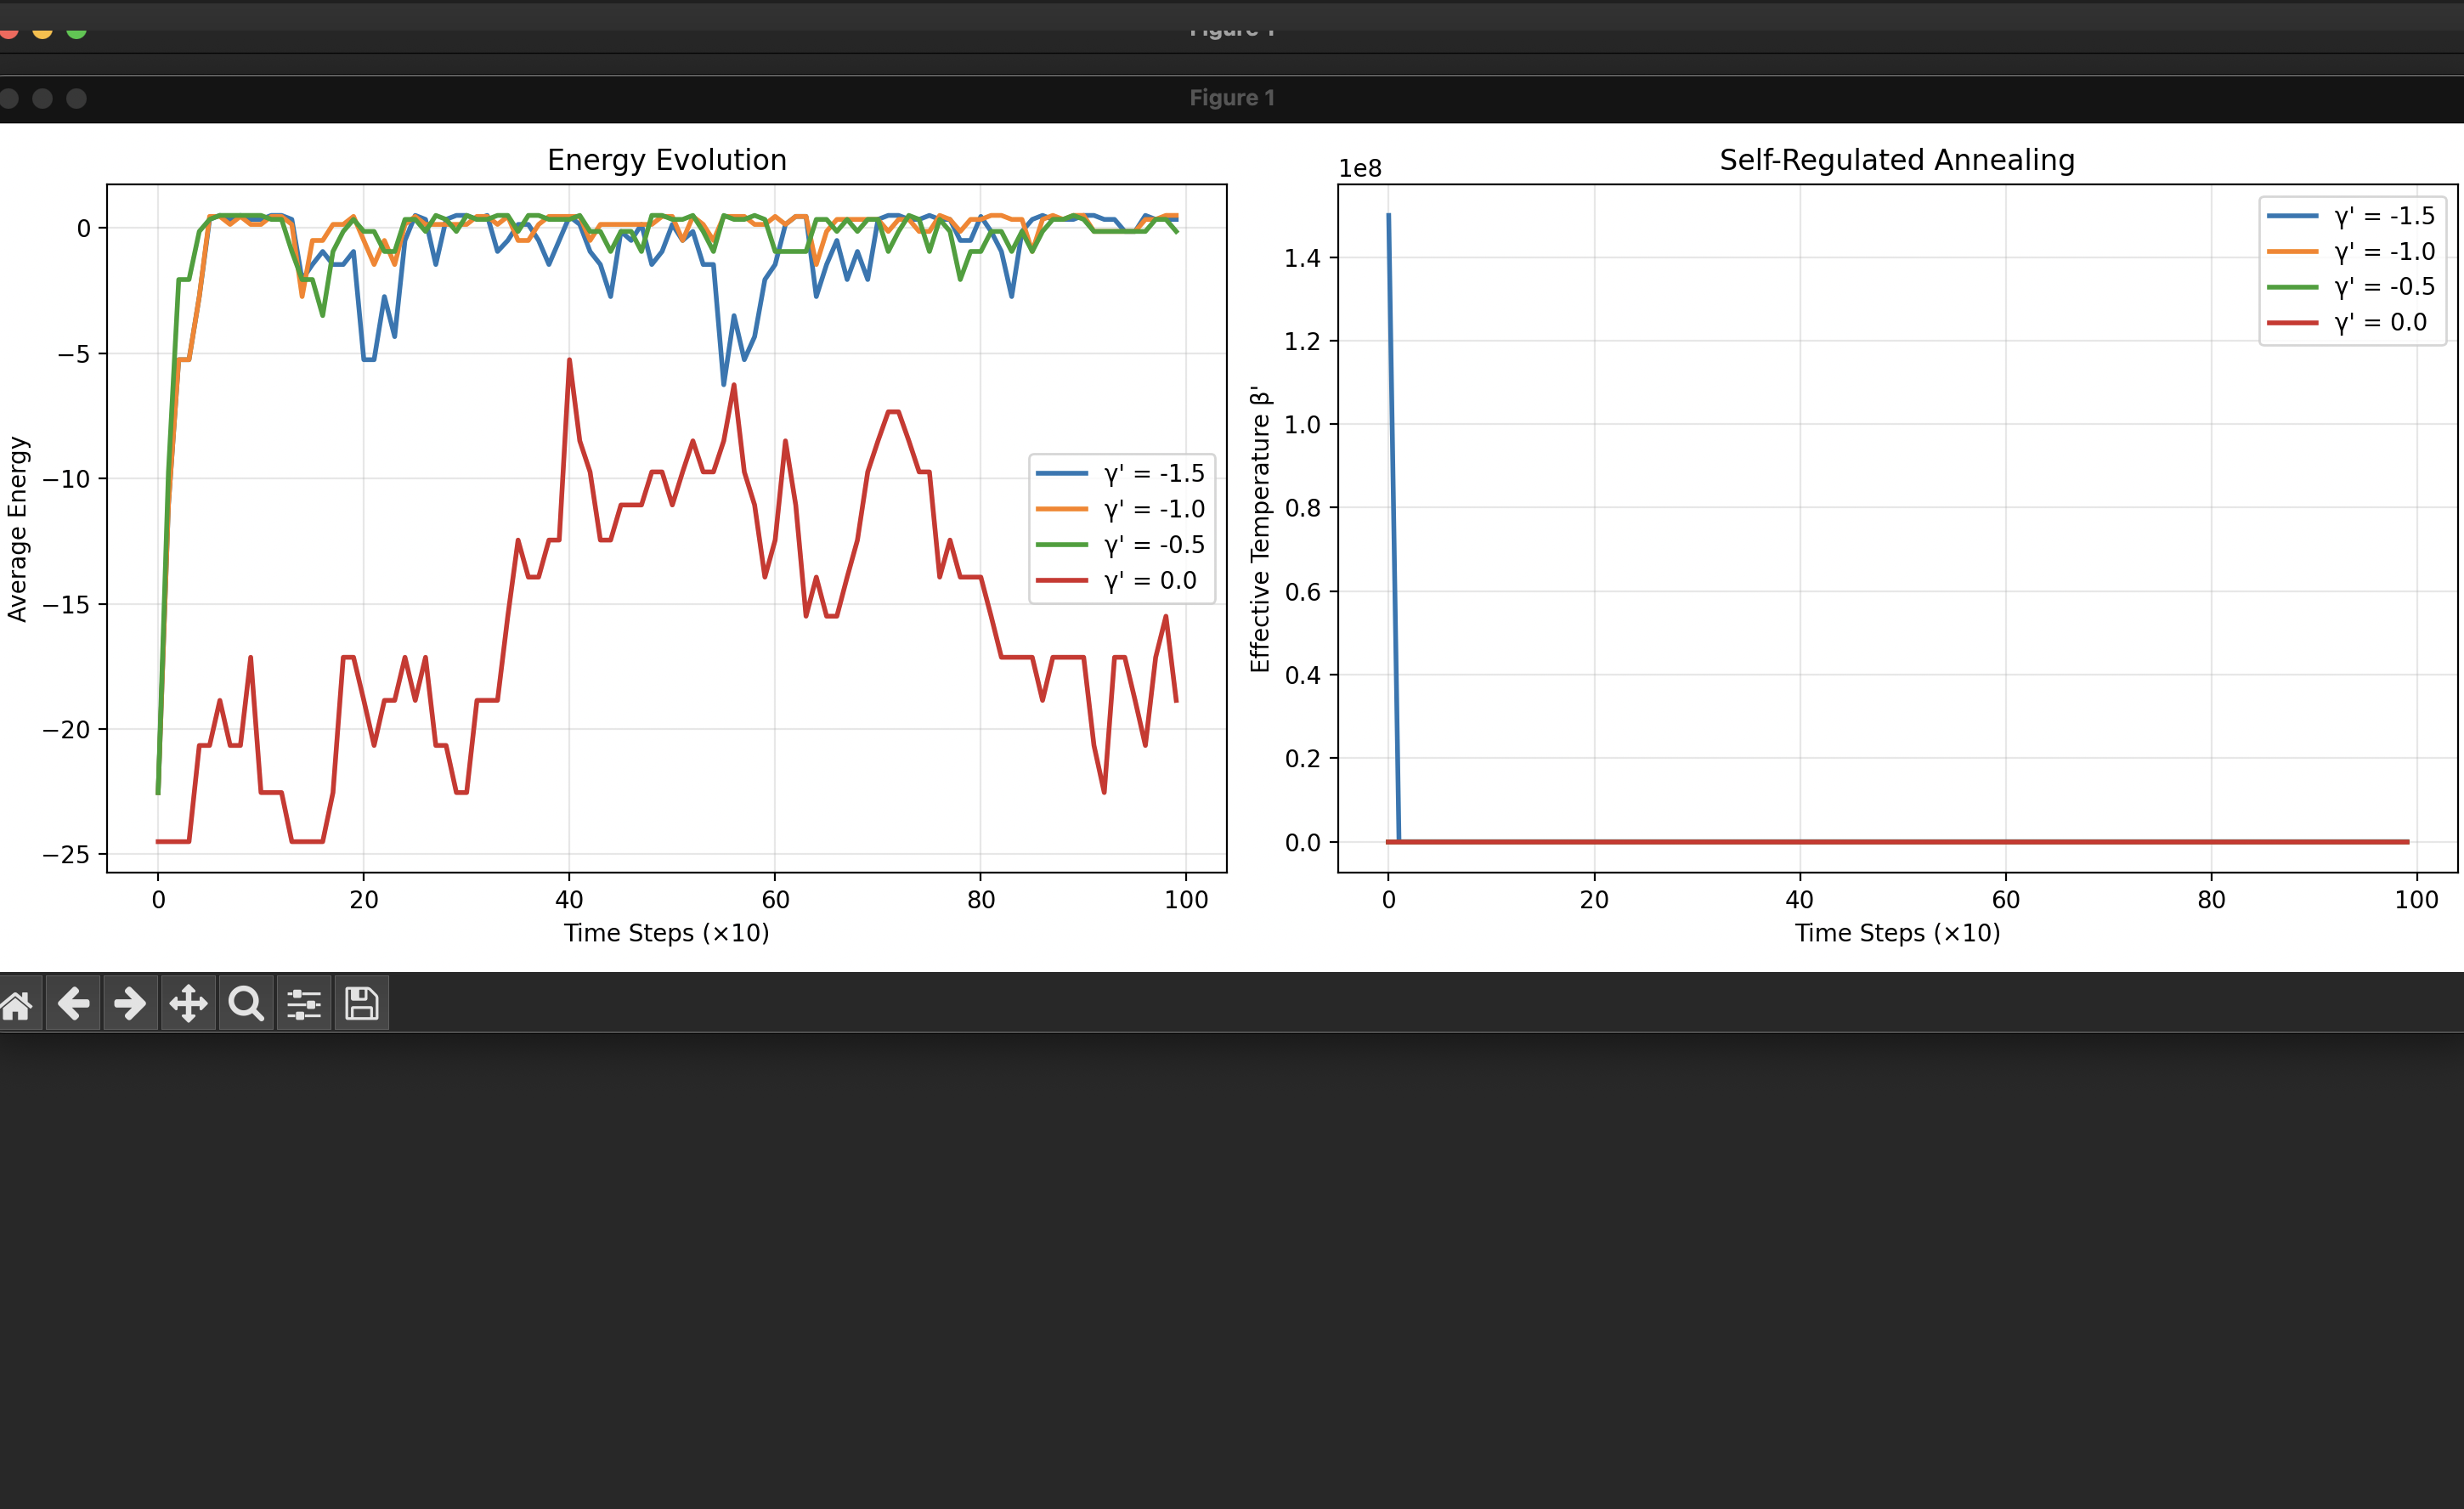 Figure 1
Figure 1
Energy Evolution
0
−5
−10
−15
−20
−25
Average Energy
γ' = -1.5
γ' = -1.0
γ' = -0.5
γ' = 0.0
0 20 40 60 80 100
Time Steps (×10)
Self-Regulated Annealing
1e8
1.4
1.2
1.0
0.8
0.6
0.4
0.2
0.0
Effective Temperature β'
γ' = -1.5
γ' = -1.0
γ' = -0.5
γ' = 0.0
0 20 40 60 80 100
Time Steps (×10)